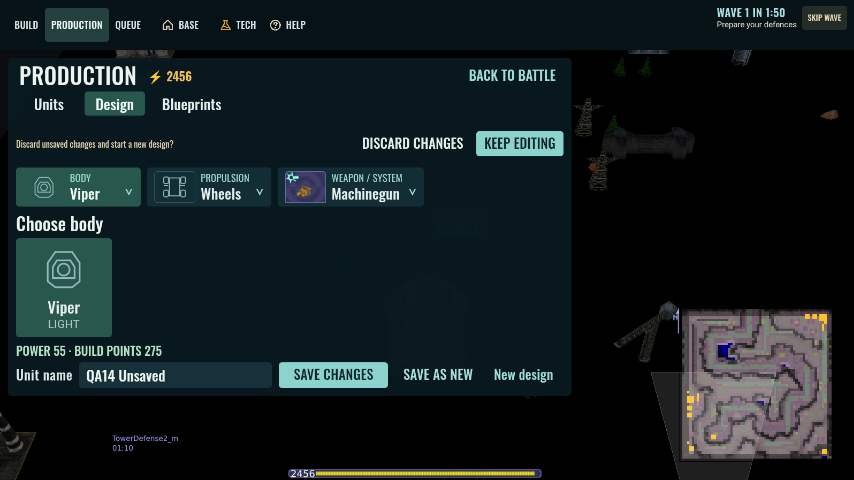 BUILD PRODUCTION QUEUE BASE TECH HELP
WAVE 1 IN 1:50
Prepare your defences
SKIP WAVE
PRODUCTION 2456
BACK TO BATTLE
Units Design Blueprints
Discard unsaved changes and start a new design?
DISCARD CHANGES KEEP EDITING
BODY
Viper
PROPULSION
Wheels
WEAPON / SYSTEM
Machinegun
Choose body
Viper
LIGHT
POWER 55 · BUILD POINTS 275
Unit name QA14 Unsaved SAVE CHANGES SAVE AS NEW New design
TowerDefense2_m
01:10
2456